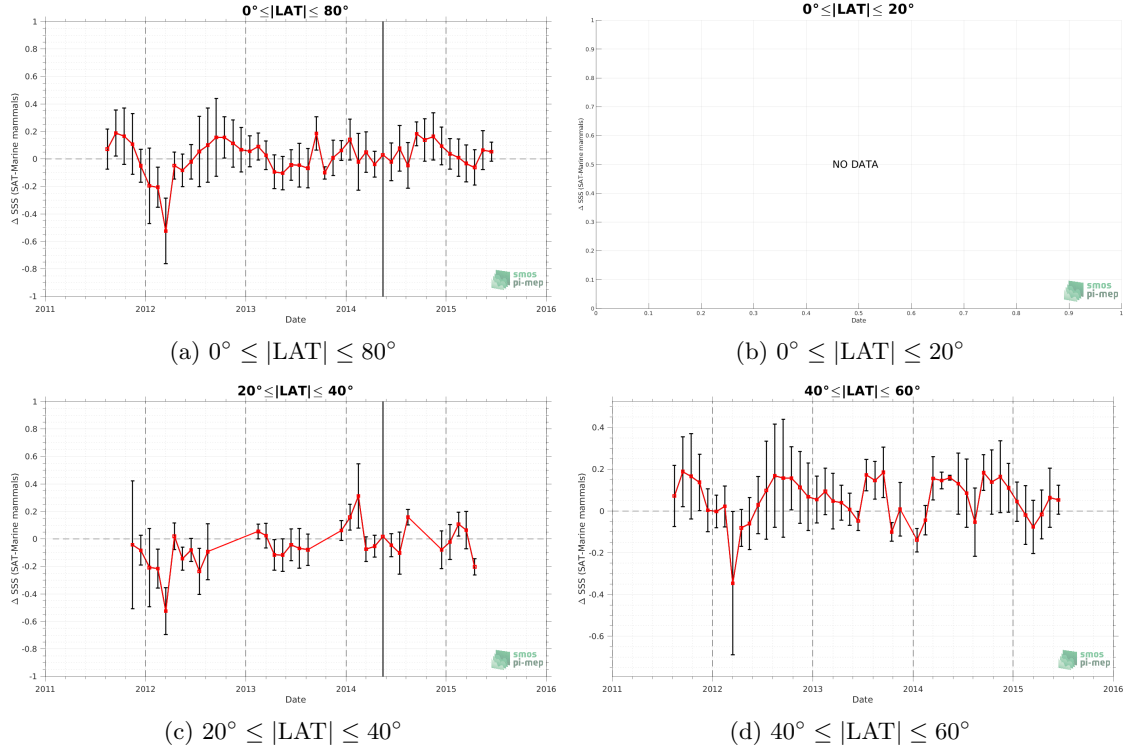 0°≤|LAT|≤ 80°
1
0.8
0.6
0.4
0.2
0
-0.2
-0.4
-0.6
-0.8
-1
Δ SSS (SAT-Marine mammals)
2011 2012 2013 2014 2015 2016
Date
smos
pi-mep
(a) 0° ≤ |LAT| ≤ 80°
0°≤|LAT|≤ 20°
1
0.9
0.8
0.7
0.6
0.5
0.4
0.3
0.2
0.1
0
Δ SSS (SAT-Marine mammals)
NO DATA
0 0.1 0.2 0.3 0.4 0.5 0.6 0.7 0.8 0.9 1
Date
smos
pi-mep
(b) 0° ≤ |LAT| ≤ 20°
20°≤|LAT|≤ 40°
1
0.8
0.6
0.4
0.2
0
-0.2
-0.4
-0.6
-0.8
-1
Δ SSS (SAT-Marine mammals)
2011 2012 2013 2014 2015 2016
Date
smos
pi-mep
(c) 20° ≤ |LAT| ≤ 40°
40°≤|LAT|≤ 60°
0.4
0.2
0
-0.2
-0.4
-0.6
Δ SSS (SAT-Marine mammals)
2011 2012 2013 2014 2015 2016
Date
smos
pi-mep
(d) 40° ≤ |LAT| ≤ 60°